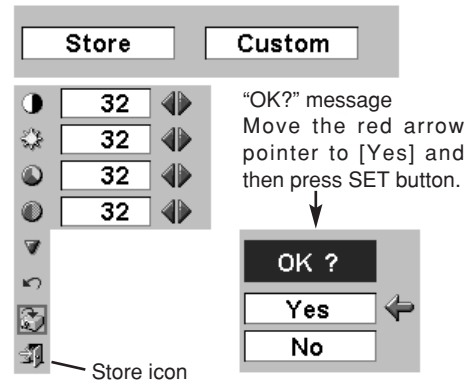 Store Custom
32
32
32
32
“OK?” message
Move the red arrow
pointer to [Yes] and
then press SET button.
OK ?
Yes
No
Store icon